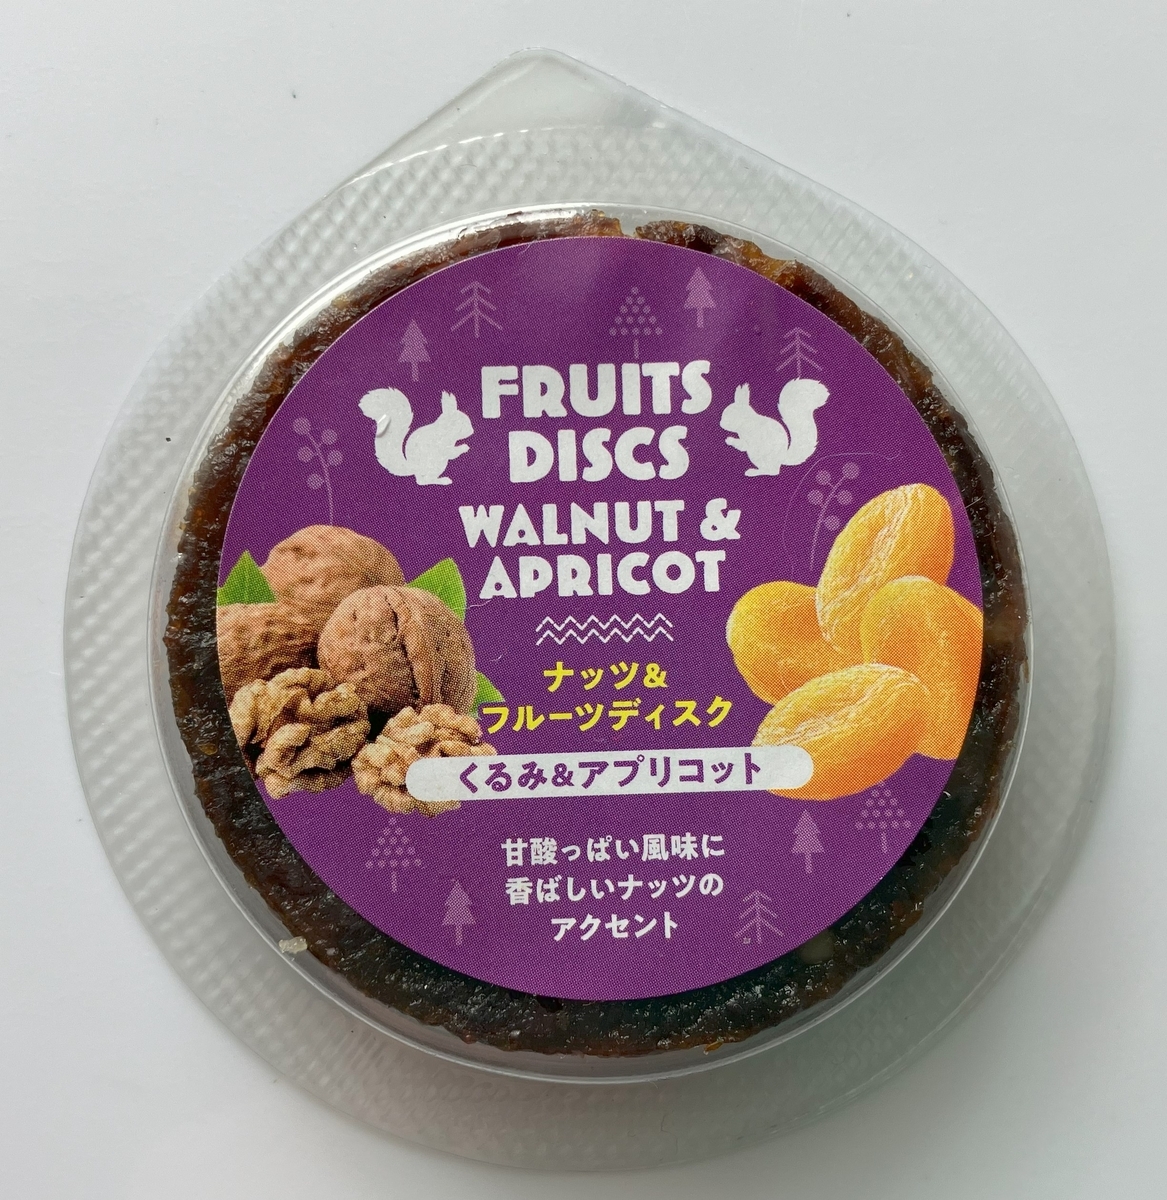 FRUITS
DISCS
WALNUT &
APRICOT
ナッツ&
フルーツディスク
くるみ&アプリコット
甘酸っぱい風味に
香ばしいナッツの
アクセント